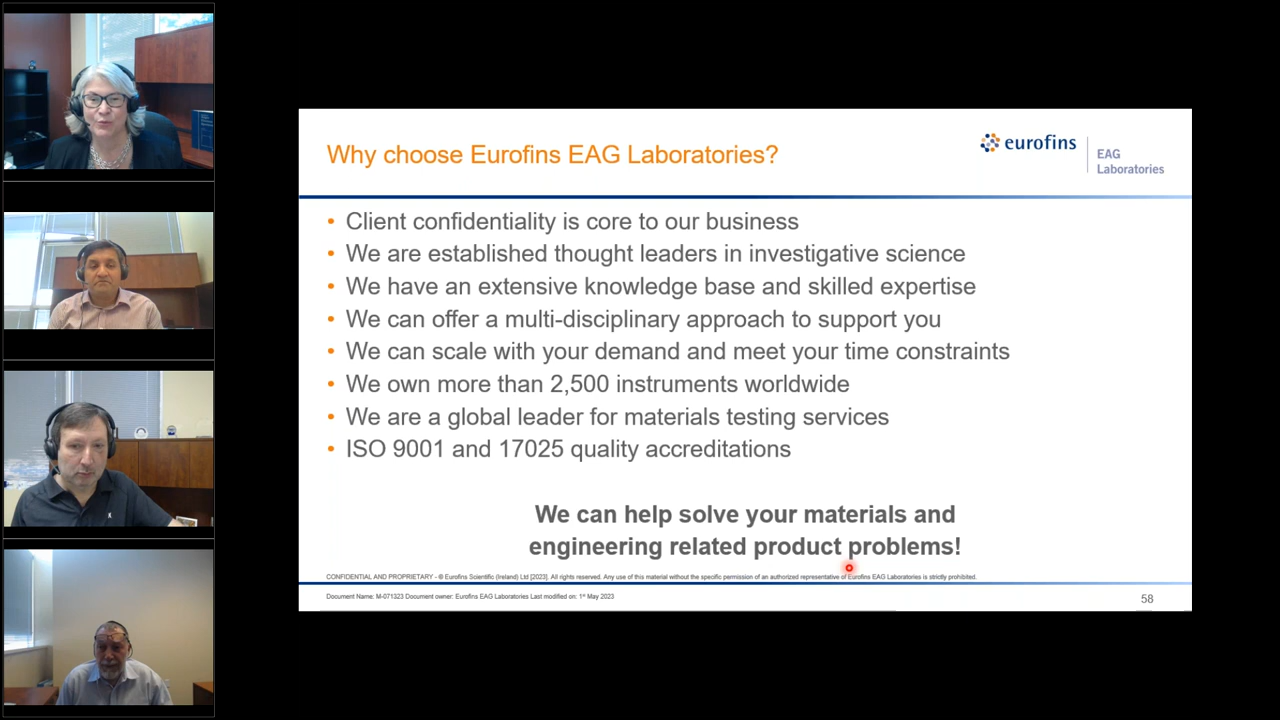 Why choose Eurofins EAG Laboratories?
eurofins
EAG
Laboratories
• Client confidentiality is core to our business
• We are established thought leaders in investigative science
• We have an extensive knowledge base and skilled expertise
• We can offer a multi-disciplinary approach to support you
• We can scale with your demand and meet your time constraints
• We own more than 2,500 instruments worldwide
• We are a global leader for materials testing services
• ISO 9001 and 17025 quality accreditations
We can help solve your materials and
engineering related product problems!
CONFIDENTIAL AND PROPRIETARY - © Eurofins Scientific (Ireland) Ltd [2023]. All rights reserved. Any use of this material without the specific permission of an authorized representative of Eurofins EAG Laboratories is strictly prohibited.
Document Name: M-071323 Document owner: Eurofins EAG Laboratories Last modified on: 1st May 2023
58